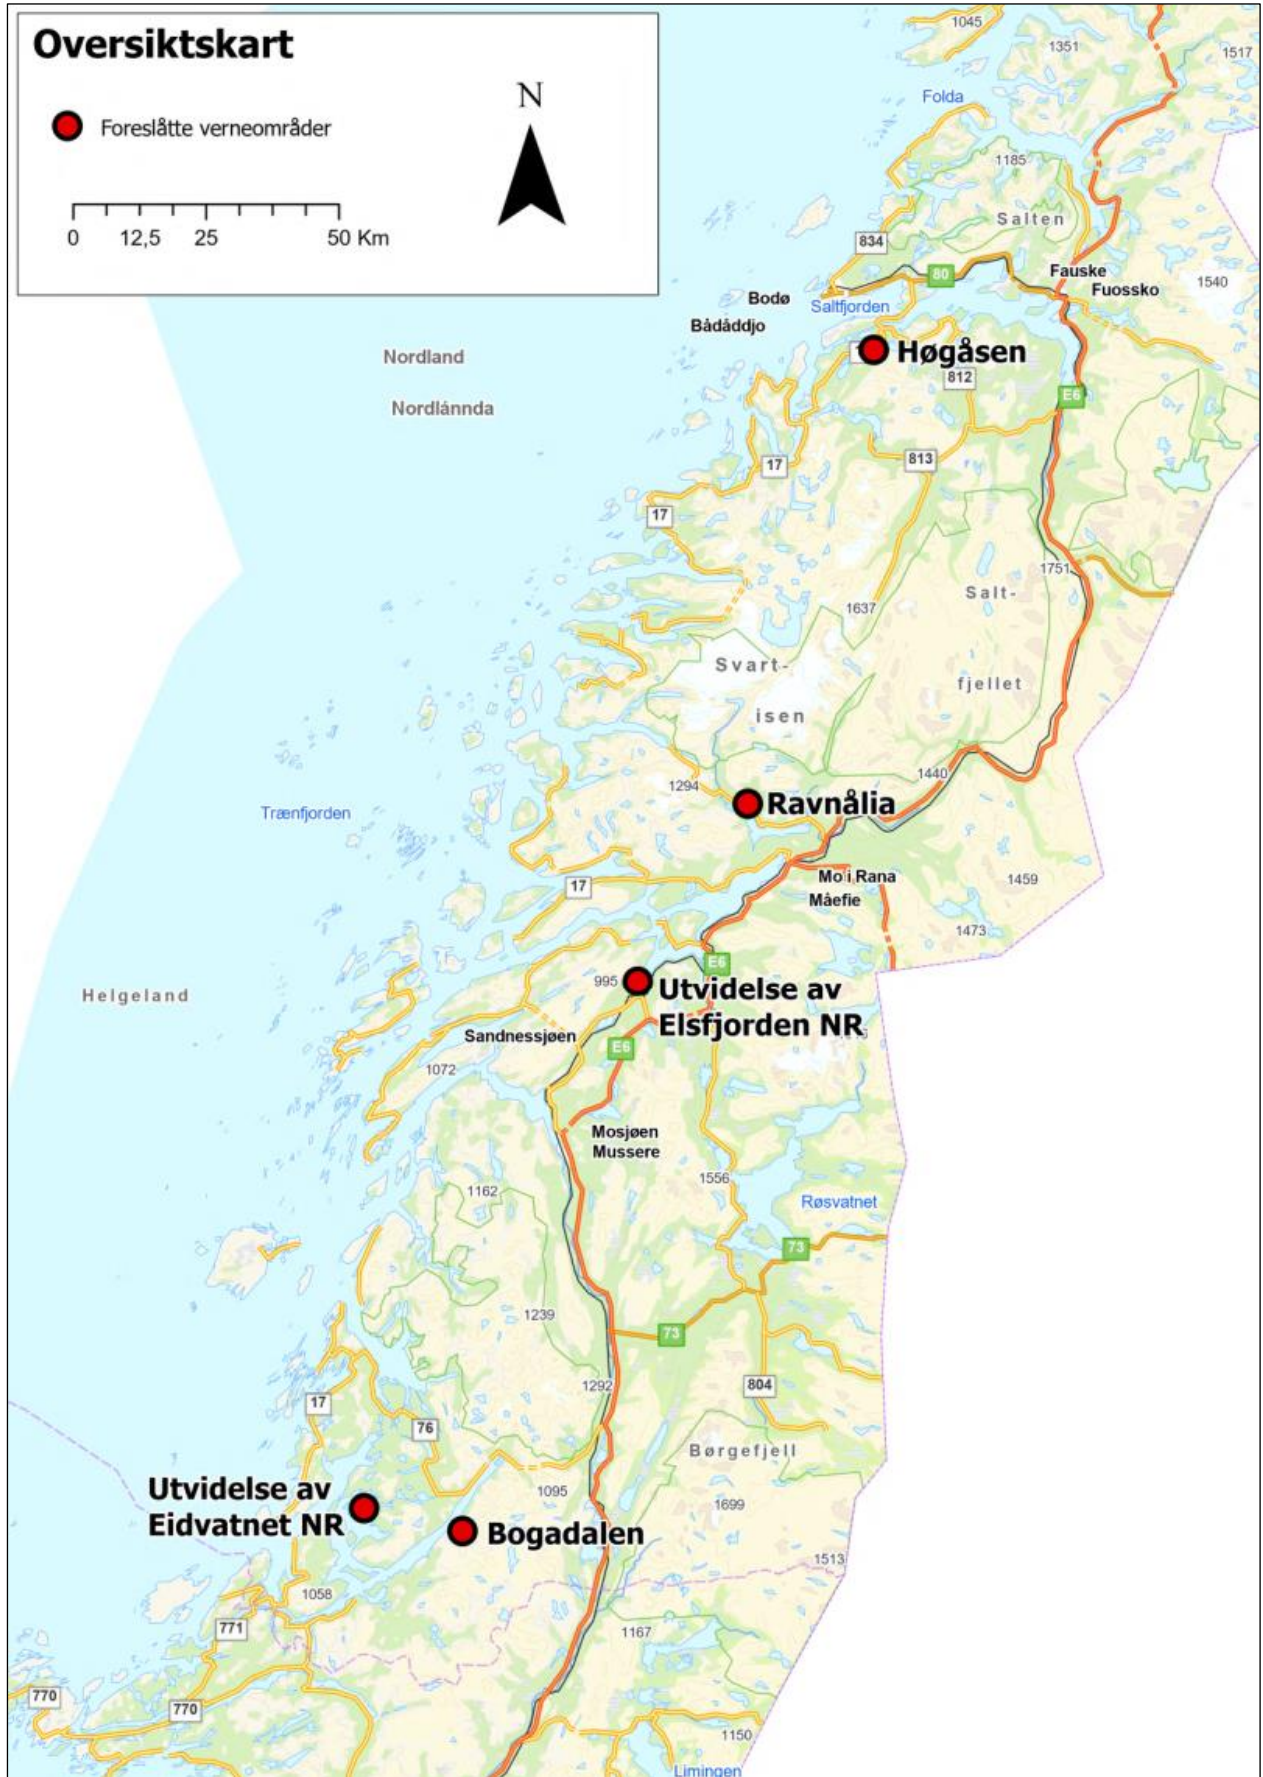 Oversiktskart
N
Foreslåtte verneområder
0 12,5 25 50 Km
1045
1351
1517
Folda
1185
Salten
834
80
Fauske
Fuossko
1540
Bodø
Bådåddjo
Saltfjorden
Nordland
Nordlánnda
Høgåsen
812
E6
17
813
17
1751
Salt-
1637
Svart-
fjellet
isen
1440
1294
Ravnålia
Trænfjorden
17
Mo i Rana
Måefie
1459
1473
E6
995
Helgeland
Utvidelse av
Elsfjorden NR
Sandnessjøen
E6
1072
Mosjøen
Mussere
1556
1162
Røsvatnet
73
1239
73
1292
804
17
76
Børgefjell
Utvidelse av
Eidvatnet NR
1095
1699
Bogadalen
1513
1058
771
1167
770
770
1150
Limingen